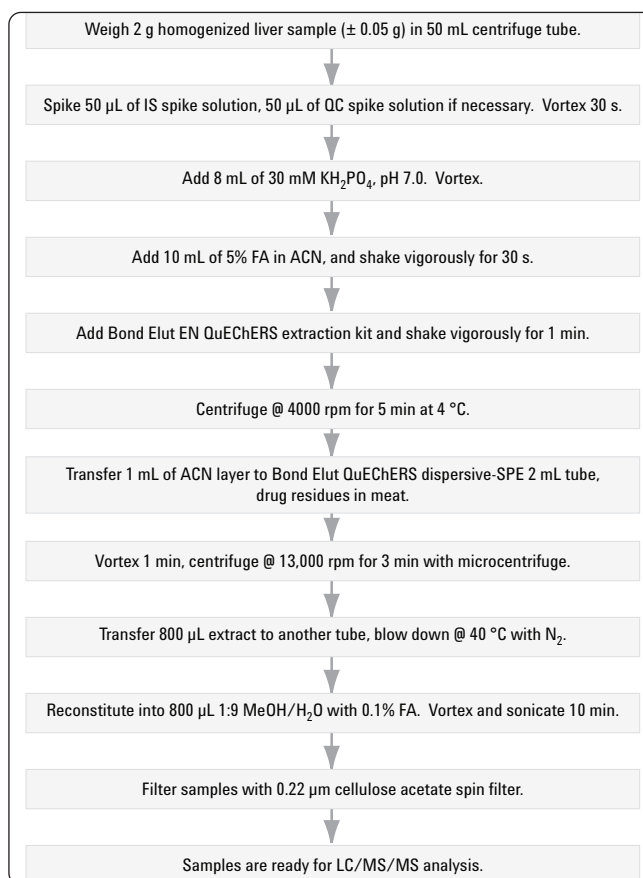 Weigh 2 g homogenized liver sample (± 0.05 g) in 50 mL centrifuge tube.
Spike 50 µL of IS spike solution, 50 µL of QC spike solution if necessary. Vortex 30 s.
Add 8 mL of 30 mM KH₂PO₄, pH 7.0. Vortex.
Add 10 mL of 5% FA in ACN, and shake vigorously for 30 s.
Add Bond Elut EN QuEChERS extraction kit and shake vigorously for 1 min.
Centrifuge @ 4000 rpm for 5 min at 4 °C.
Transfer 1 mL of ACN layer to Bond Elut QuEChERS dispersive-SPE 2 mL tube,
drug residues in meat.
Vortex 1 min, centrifuge @ 13,000 rpm for 3 min with microcentrifuge.
Transfer 800 µL extract to another tube, blow down @ 40 °C with N₂.
Reconstitute into 800 µL 1:9 MeOH/H₂O with 0.1% FA. Vortex and sonicate 10 min.
Filter samples with 0.22 µm cellulose acetate spin filter.
Samples are ready for LC/MS/MS analysis.